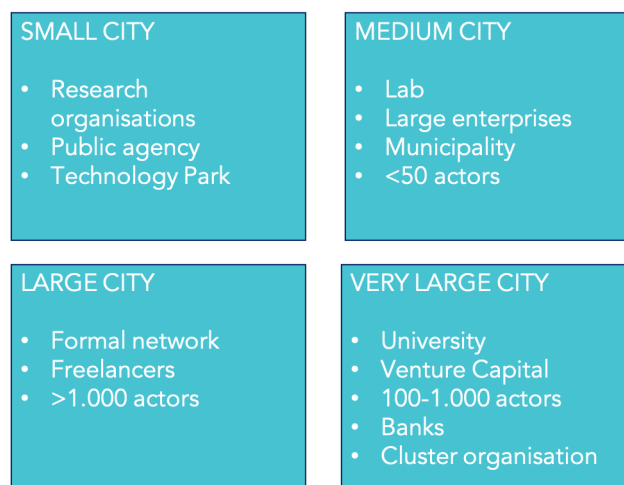 SMALL CITY
• Research
organisations
• Public agency
• Technology Park
MEDIUM CITY
• Lab
• Large enterprises
• Municipality
• <50 actors
LARGE CITY
• Formal network
• Freelancers
• >1.000 actors
VERY LARGE CITY
• University
• Venture Capital
• 100-1.000 actors
• Banks
• Cluster organisation